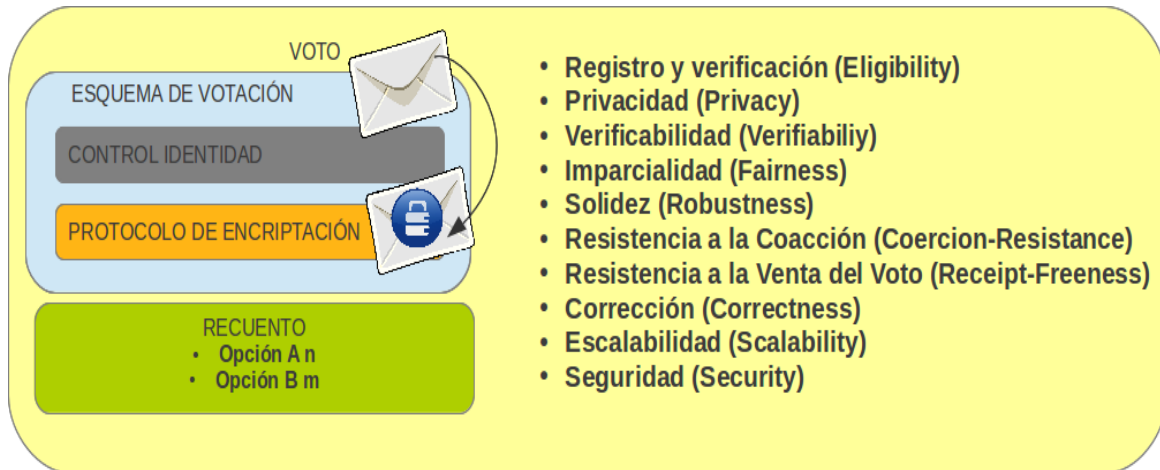 VOTO
ESQUEMA DE VOTACIÓN
CONTROL IDENTIDAD
PROTOCOLO DE ENCRIPTACIÓN
RECUENTO
• Opción A n
• Opción B m
• Registro y verificación (Eligibility)
• Privacidad (Privacy)
• Verificabilidad (Verifiabiliy)
• Imparcialidad (Fairness)
• Solidez (Robustness)
• Resistencia a la Coacción (Coercion-Resistance)
• Resistencia a la Venta del Voto (Receipt-Freeness)
• Corrección (Correctness)
• Escalabilidad (Scalability)
• Seguridad (Security)